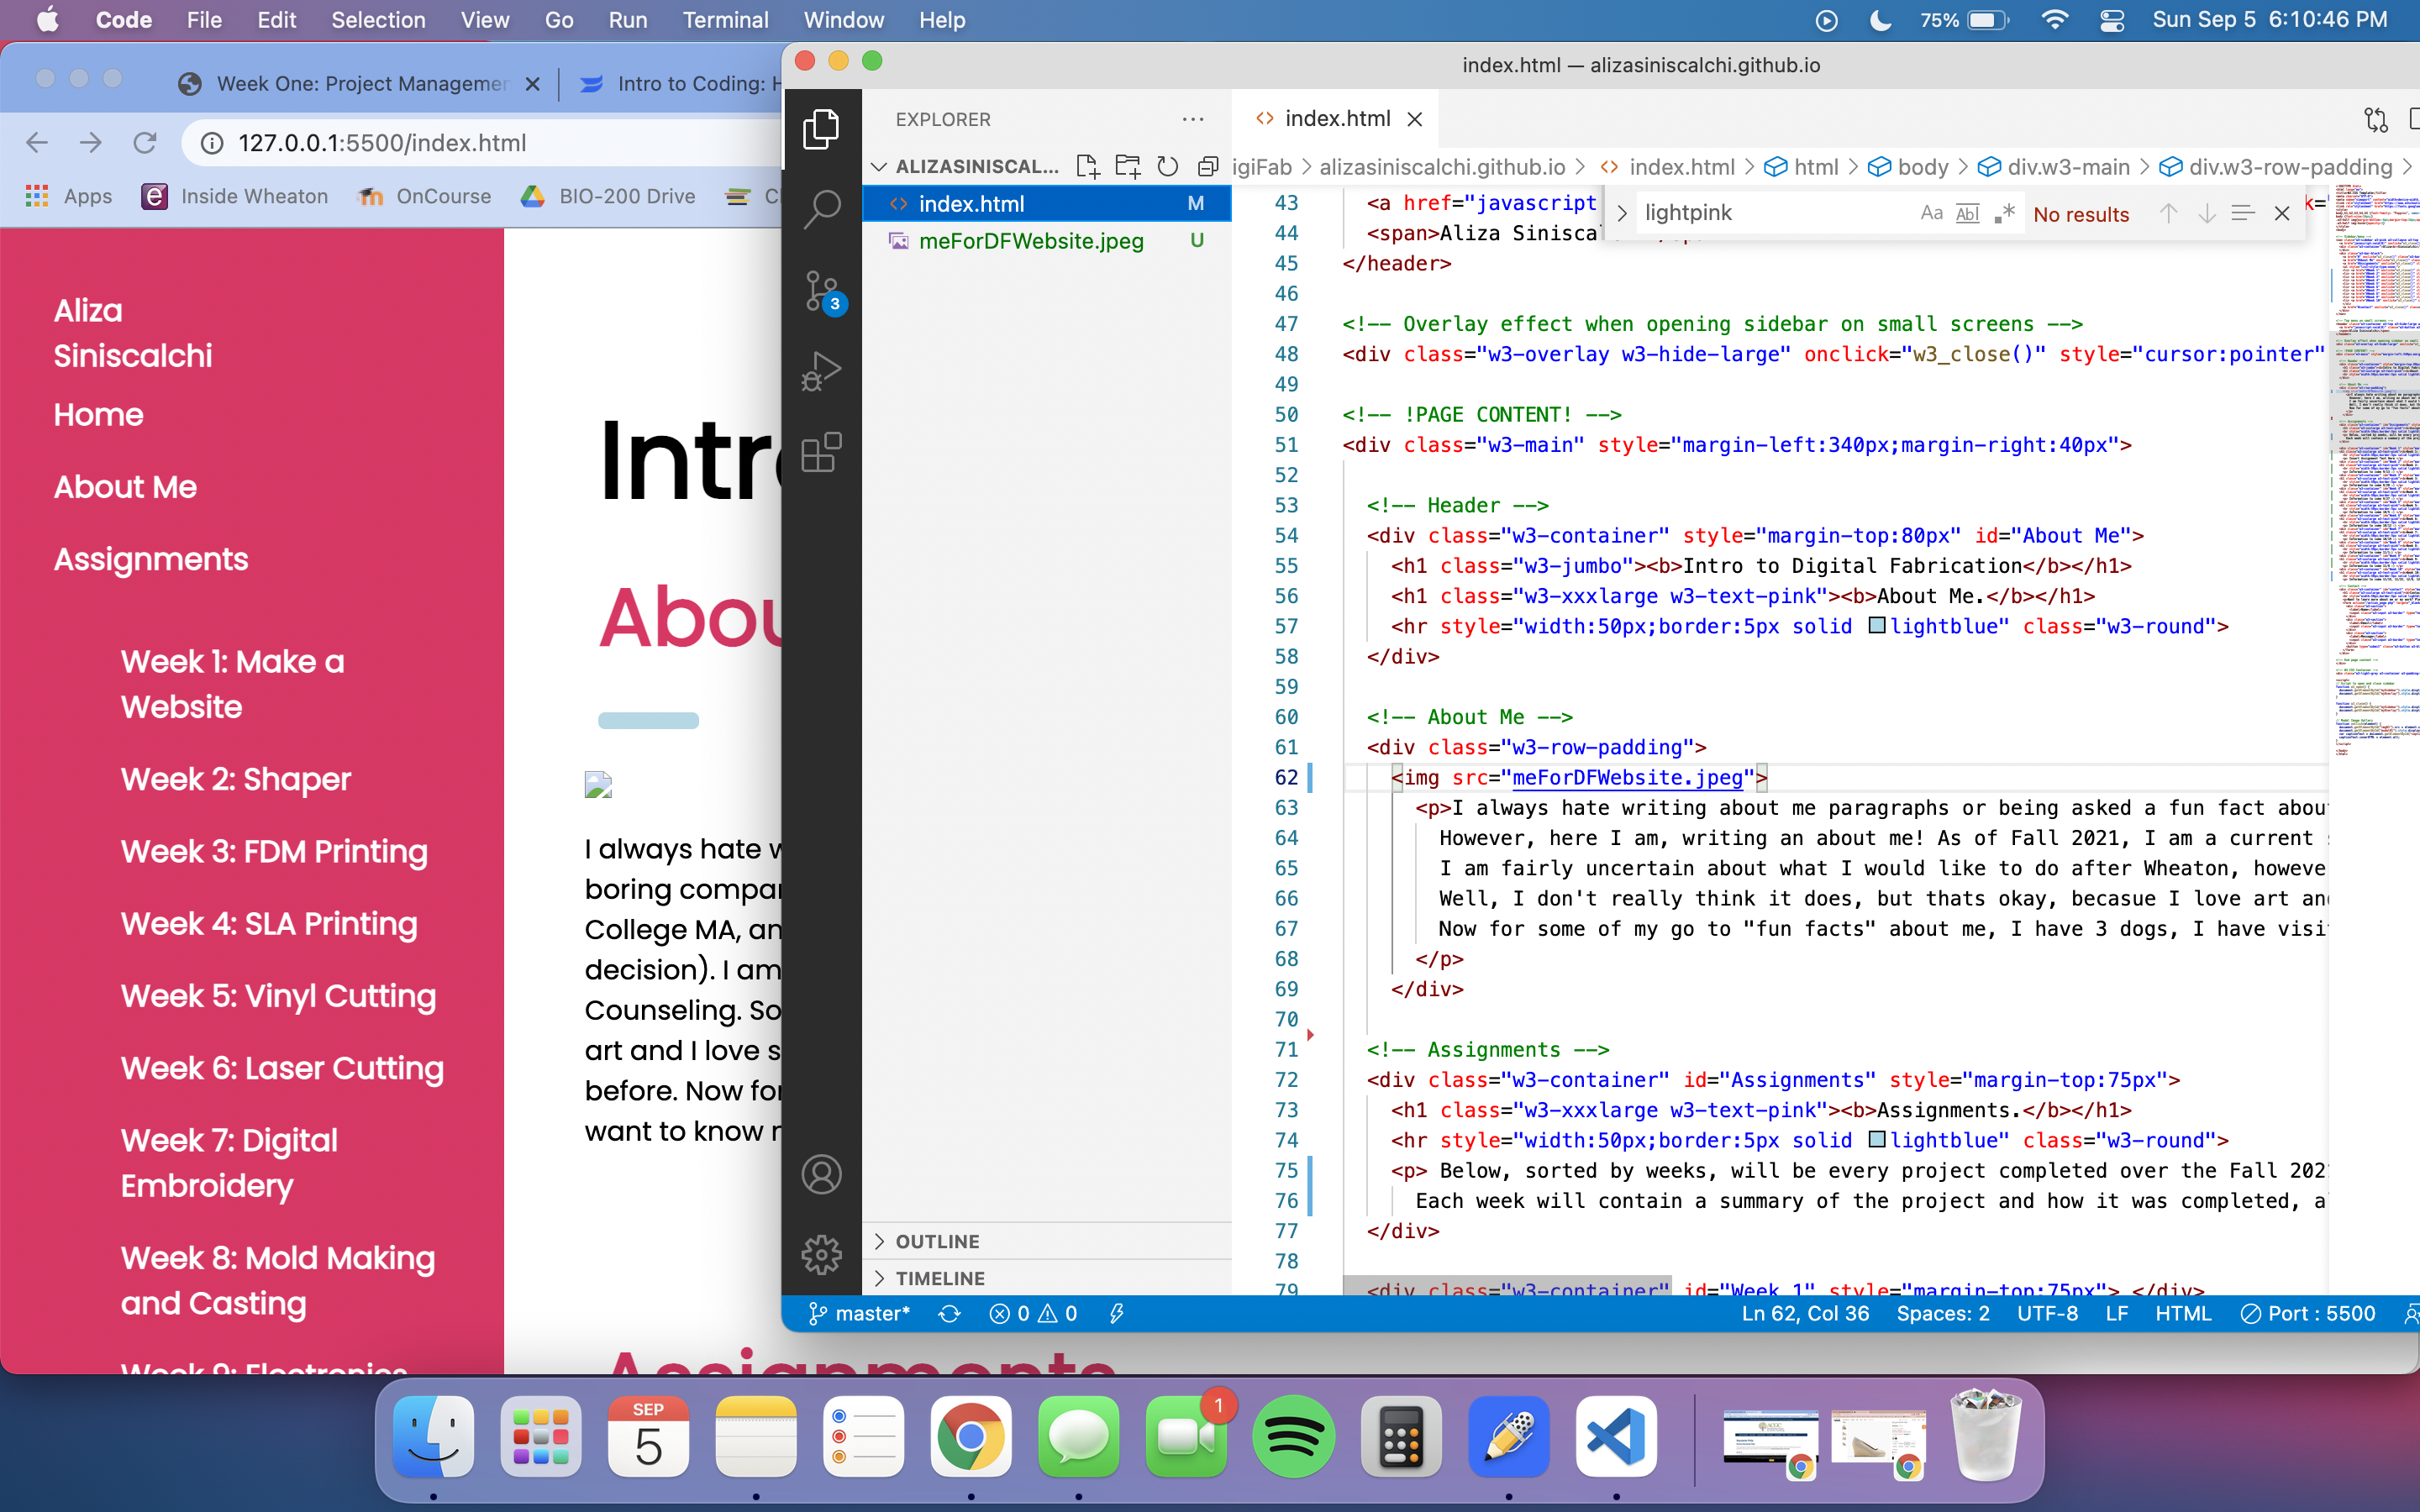 Code File Edit Selection View Go Run Terminal Window Help 75% Sun Sep 5 6:10:46 PM
Week One: Project Managemen
Intro to Coding: H
127.0.0.1:5500/index.html
Apps Inside Wheaton OnCourse BIO-200 Drive
Aliza
Siniscalchi
Home
About Me
Assignments
Week 1: Make a
Website
Week 2: Shaper
Week 3: FDM Printing
Week 4: SLA Printing
Week 5: Vinyl Cutting
Week 6: Laser Cutting
Week 7: Digital
Embroidery
Week 8: Mold Making
and Casting
Week 9: Electronics
Intro
Abou
I always hate w
boring compar
College MA, an
decision). I am
Counseling. So
art and I love s
before. Now for
want to know m
Assignments
index.html — alizasiniscalchi.github.io
EXPLORER
ALIZASINISCAL...
index.html M
meForDFWebsite.jpeg U
3
OUTLINE
TIMELINE
index.html
igiFab > alizasiniscalchi.github.io > index.html > html > body > div.w3-main > div.w3-row-padding >
lightpink Aa Abl .* No results
43 <a href="javascript k="
44 <span>Aliza Sinisca
45 </header>
46
47 <!-- Overlay effect when opening sidebar on small screens -->
48 <div class="w3-overlay w3-hide-large" onclick="w3_close()" style="cursor:pointer"
49
50 <!-- !PAGE CONTENT! -->
51 <div class="w3-main" style="margin-left:340px;margin-right:40px">
52
53 <!-- Header -->
54 <div class="w3-container" style="margin-top:80px" id="About Me">
55 <h1 class="w3-jumbo"><b>Intro to Digital Fabrication</b></h1>
56 <h1 class="w3-xxxlarge w3-text-pink"><b>About Me.</b></h1>
57 <hr style="width:50px;border:5px solid lightblue" class="w3-round">
58 </div>
59
60 <!-- About Me -->
61 <div class="w3-row-padding">
62 <img src="meForDFWebsite.jpeg">
63 <p>I always hate writing about me paragraphs or being asked a fun fact abou
64 However, here I am, writing an about me! As of Fall 2021, I am a current s
65 I am fairly uncertain about what I would like to do after Wheaton, howeve
66 Well, I don't really think it does, but thats okay, becasue I love art an
67 Now for some of my go to "fun facts" about me, I have 3 dogs, I have visi
68 </p>
69 </div>
70
71 <!-- Assignments -->
72 <div class="w3-container" id="Assignments" style="margin-top:75px">
73 <h1 class="w3-xxxlarge w3-text-pink"><b>Assignments.</b></h1>
74 <hr style="width:50px;border:5px solid lightblue" class="w3-round">
75 <p> Below, sorted by weeks, will be every project completed over the Fall 202
76 Each week will contain a summary of the project and how it was completed, a
77 </div>
78
79 <div class="w3-container" id="Week 1" style="margin-top:75px"> </div>
master* 0 0 Ln 62, Col 36 Spaces: 2 UTF-8 LF HTML Port : 5500
SEP
5
1